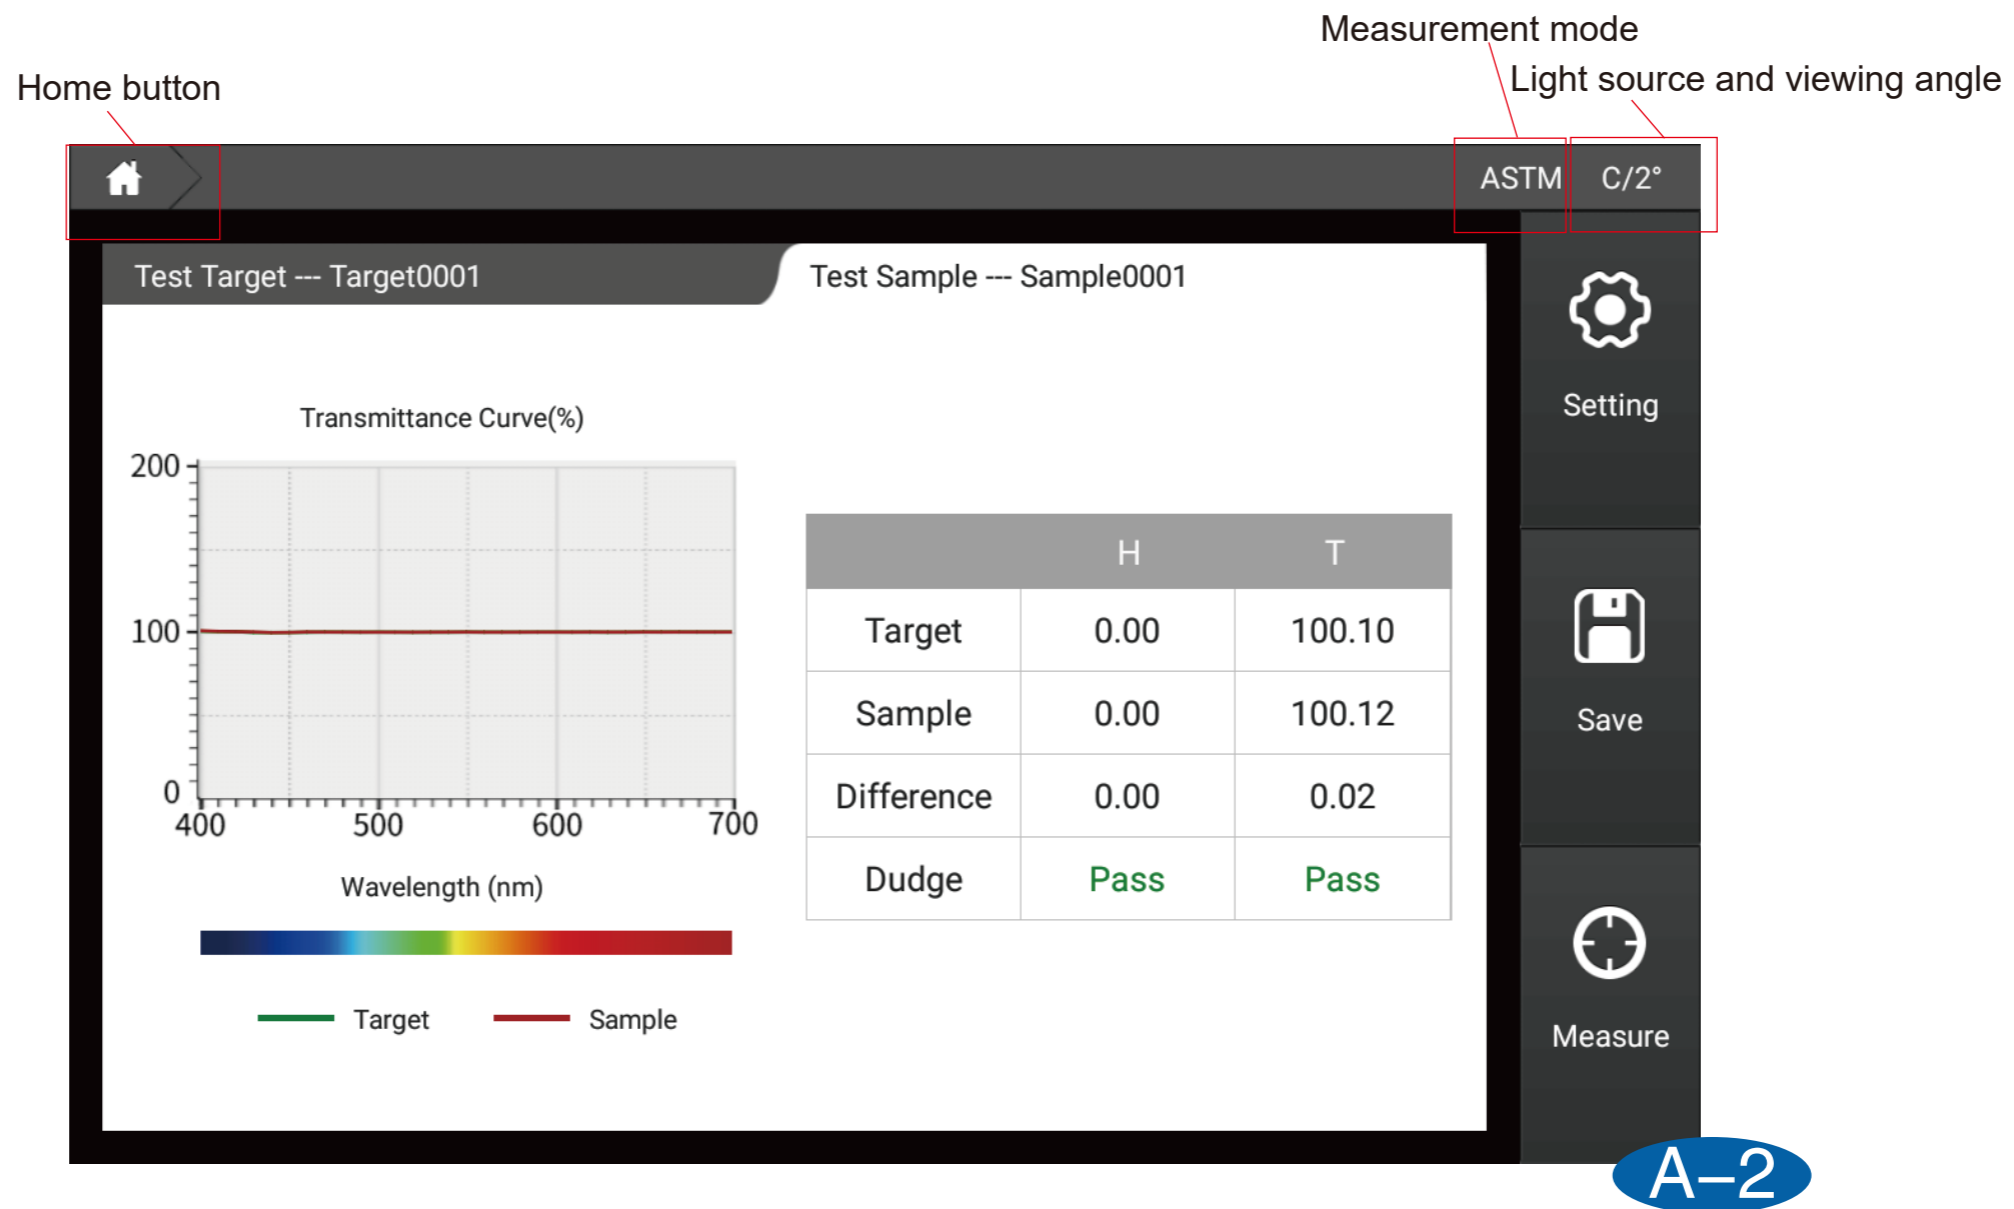 Measurement mode
Light source and viewing angle
Home button
ASTM
C/2°
Test Target --- Target0001
Test Sample --- Sample0001
Setting
Transmittance Curve(%)
200
100
0
400 500 600 700
Wavelength (nm)
Target
Sample
H T
Target 0.00 100.10
Sample 0.00 100.12
Difference 0.00 0.02
Dudge Pass Pass
Save
Measure
A–2